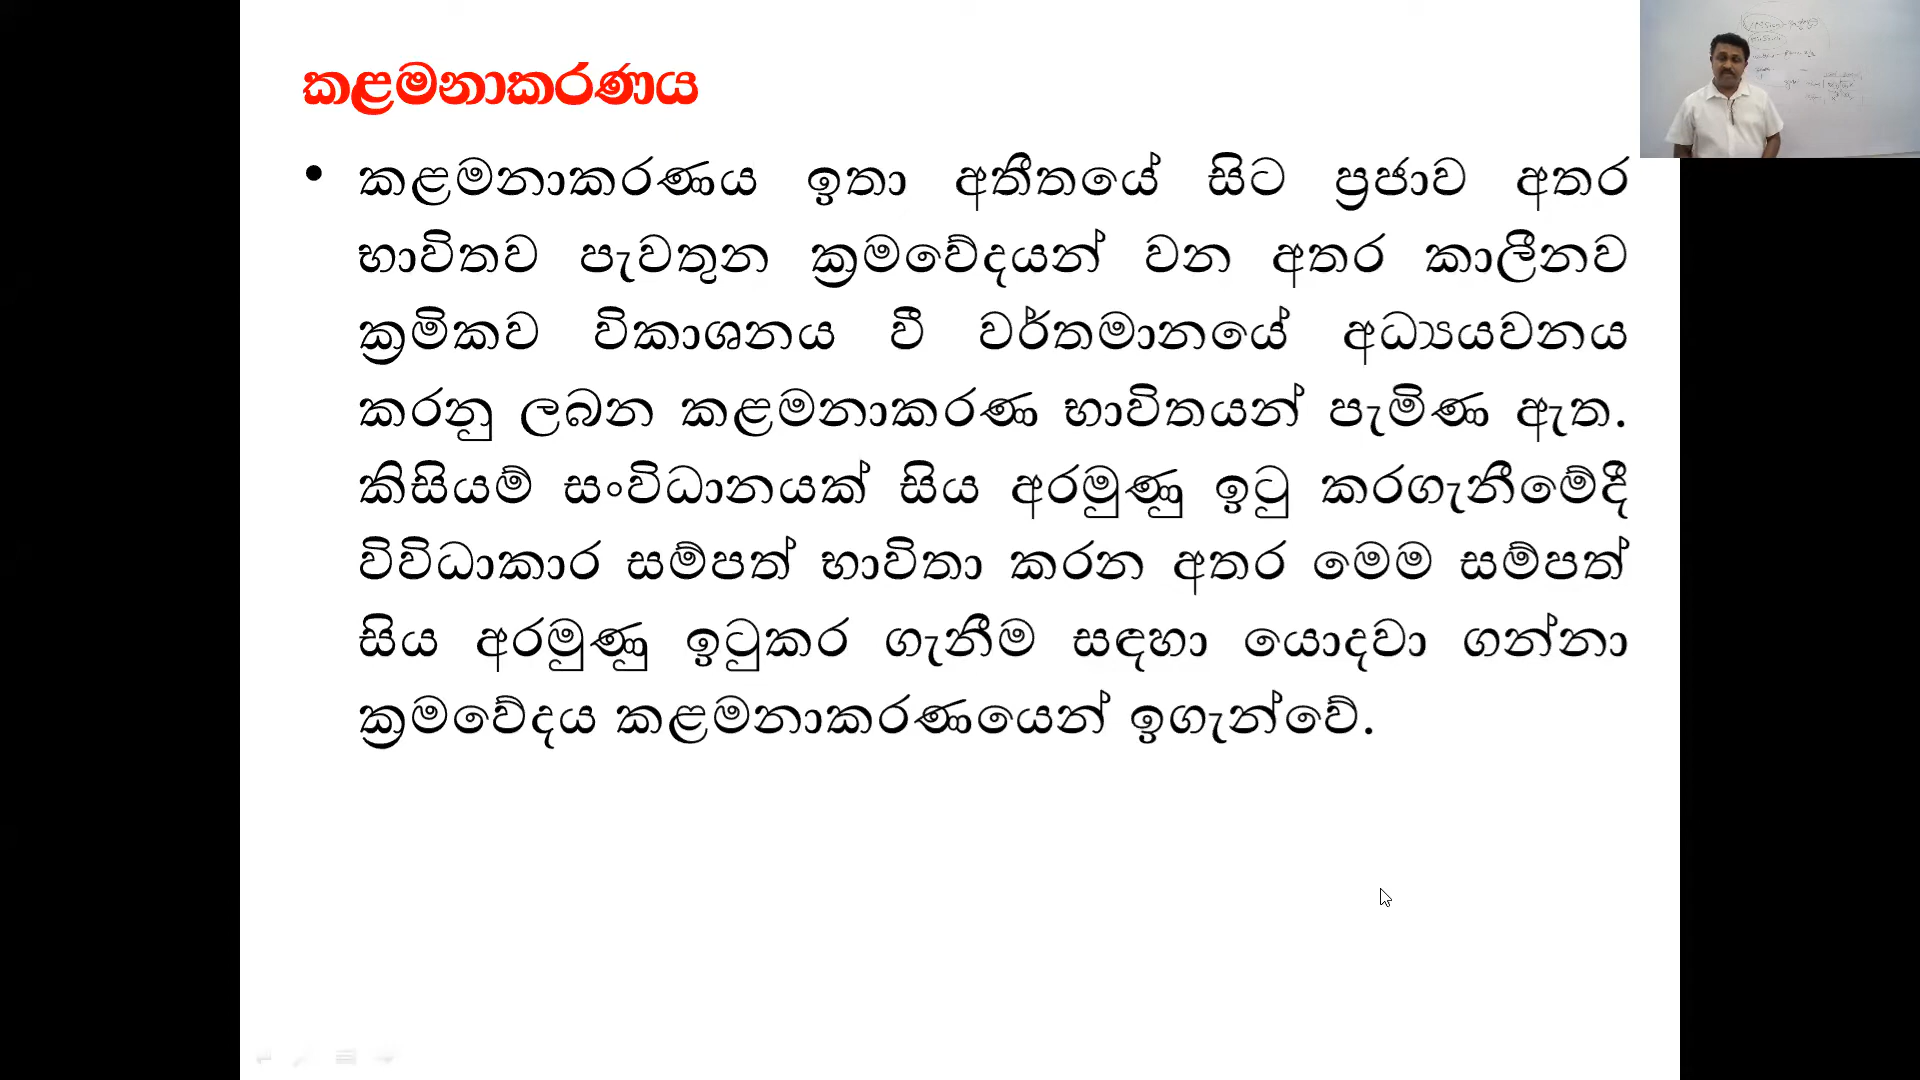 කළමනාකරණය
• කළමනාකරණය ඉතා අතීතයේ සිට ප්‍රජාව අතර
භාවිතව පැවතුන ක්‍රමවේදයන් වන අතර කාලීනව
ක්‍රමිකව විකාශනය වී වර්තමානයේ අධ්‍යයවනය
කරනු ලබන කළමනාකරණ භාවිතයන් පැමිණ ඇත.
කිසියම් සංවිධානයක් සිය අරමුණු ඉටු කරගැනීමේදී
විවිධාකාර සම්පත් භාවිතා කරන අතර මෙම සම්පත්
සිය අරමුණු ඉටුකර ගැනීම සඳහා යොදවා ගන්නා
ක්‍රමවේදය කළමනාකරණයෙන් ඉගැන්වේ.